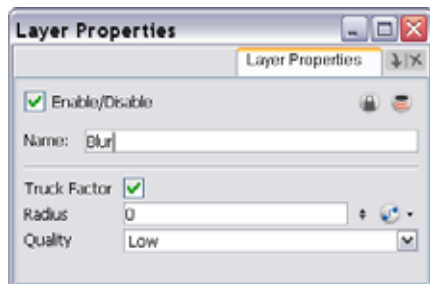 Layer Properties
Layer Properties
Enable/Disable
Name: Blur
Truck Factor
Radius 0
Quality Low